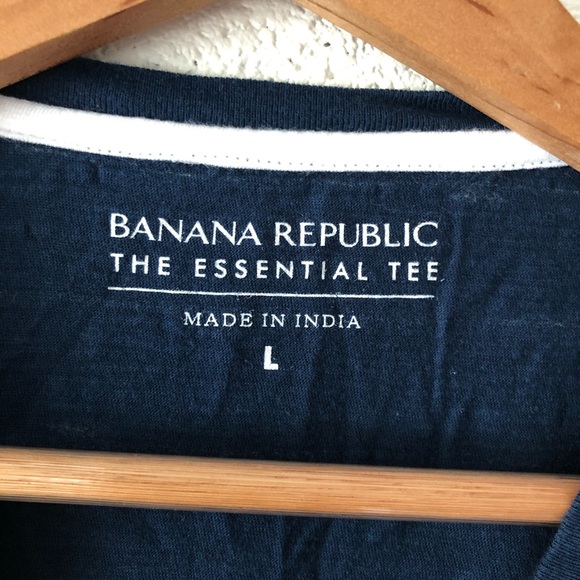 BANANA REPUBLIC
THE ESSENTIAL TEE
MADE IN INDIA
L